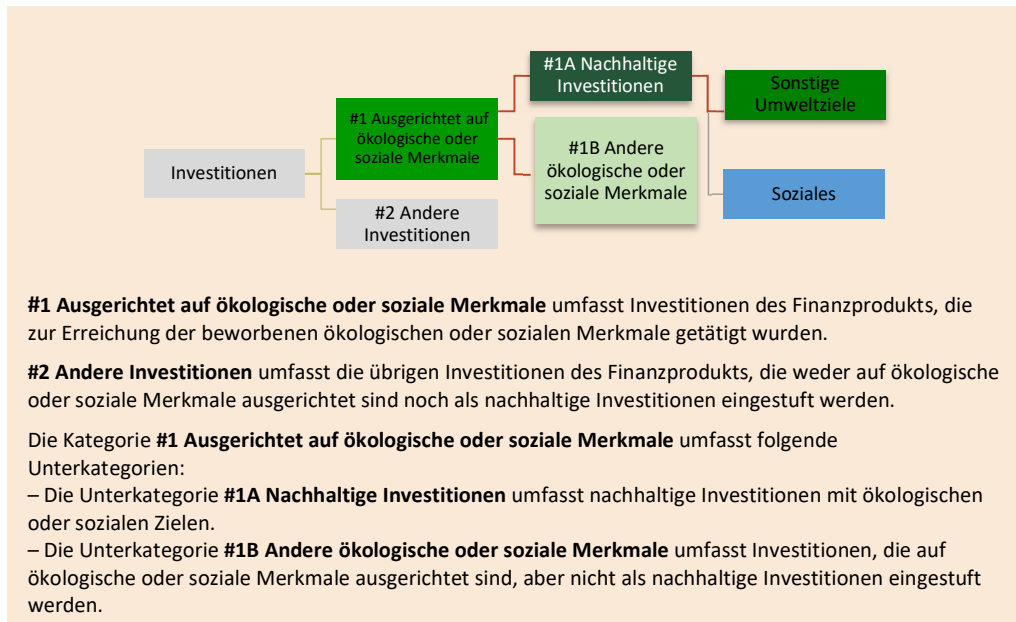 #1A Nachhaltige
Investitionen
Sonstige
Umweltziele
#1 Ausgerichtet auf
ökologische oder
soziale Merkmale
#1B Andere
ökologische oder
soziale Merkmale
Investitionen
Soziales
#2 Andere
Investitionen
#1 Ausgerichtet auf ökologische oder soziale Merkmale umfasst Investitionen des Finanzprodukts, die
zur Erreichung der beworbenen ökologischen oder sozialen Merkmale getätigt wurden.
#2 Andere Investitionen umfasst die übrigen Investitionen des Finanzprodukts, die weder auf ökologische
oder soziale Merkmale ausgerichtet sind noch als nachhaltige Investitionen eingestuft werden.
Die Kategorie #1 Ausgerichtet auf ökologische oder soziale Merkmale umfasst folgende
Unterkategorien:
– Die Unterkategorie #1A Nachhaltige Investitionen umfasst nachhaltige Investitionen mit ökologischen
oder sozialen Zielen.
– Die Unterkategorie #1B Andere ökologische oder soziale Merkmale umfasst Investitionen, die auf
ökologische oder soziale Merkmale ausgerichtet sind, aber nicht als nachhaltige Investitionen eingestuft
werden.